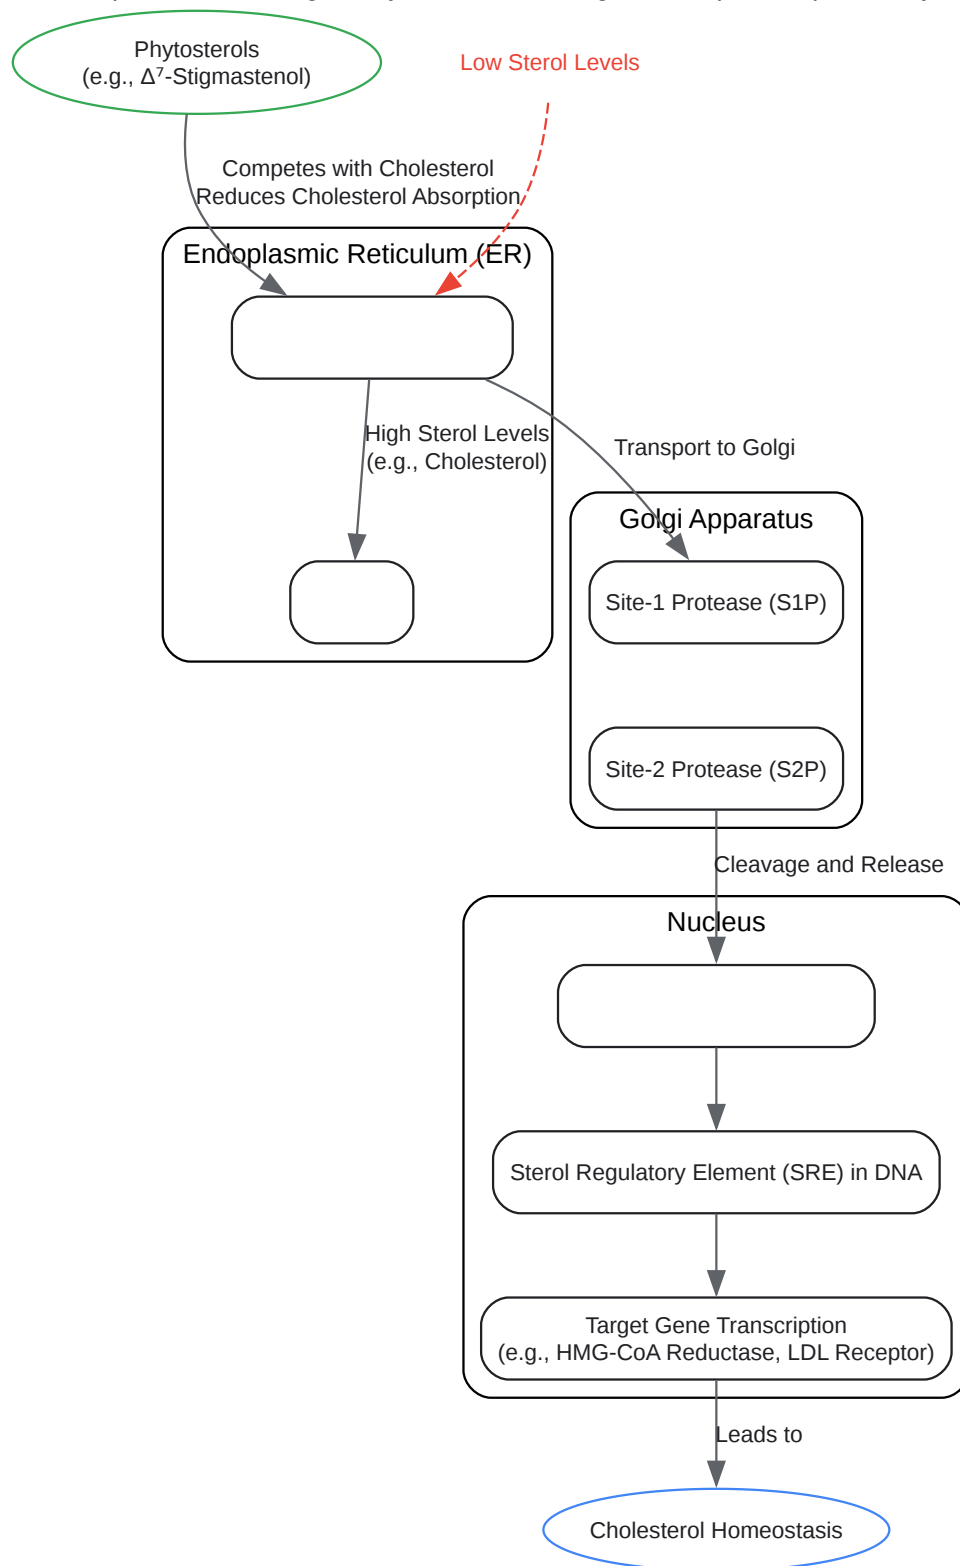 Phytosterols
(e.g., Δ⁷-Stigmastenol)
Low Sterol Levels
Competes with Cholesterol
Reduces Cholesterol Absorption
Endoplasmic Reticulum (ER)
High Sterol Levels
(e.g., Cholesterol)
Transport to Golgi
Golgi Apparatus
Site-1 Protease (S1P)
Site-2 Protease (S2P)
Cleavage and Release
Nucleus
Sterol Regulatory Element (SRE) in DNA
Target Gene Transcription
(e.g., HMG-CoA Reductase, LDL Receptor)
Leads to
Cholesterol Homeostasis